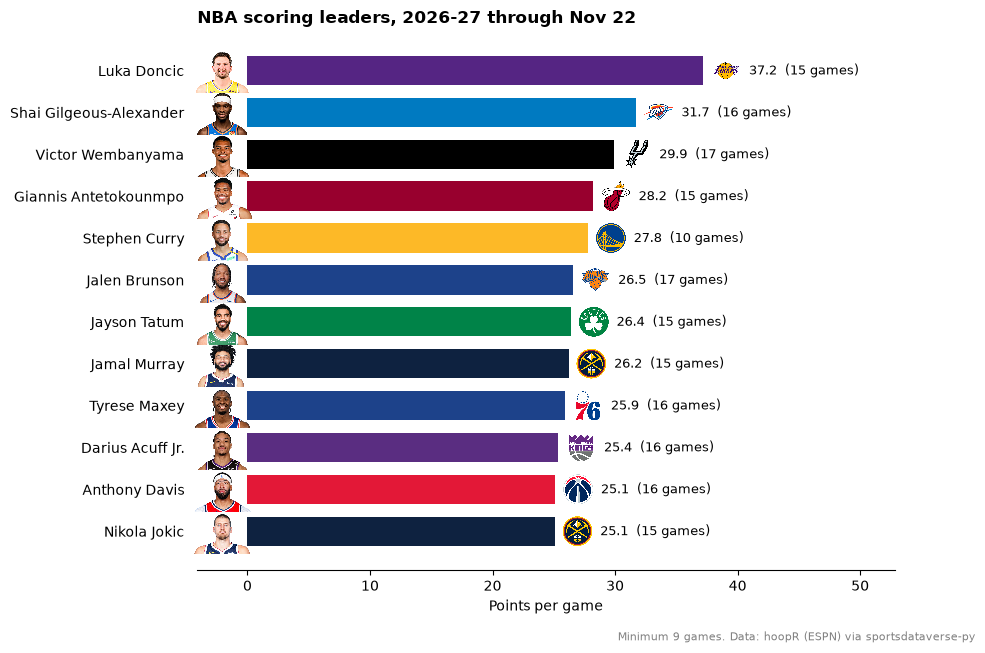 NBA scoring leaders, 2026-27 through Nov 22
Luka Doncic 37.2 (15 games)
Shai Gilgeous-Alexander 31.7 (16 games)
Victor Wembanyama 29.9 (17 games)
Giannis Antetokounmpo 28.2 (15 games)
Stephen Curry 27.8 (10 games)
Jalen Brunson 26.5 (17 games)
Jayson Tatum 26.4 (15 games)
Jamal Murray 26.2 (15 games)
Tyrese Maxey 76 25.9 (16 games)
Darius Acuff Jr. KINGS 25.4 (16 games)
Anthony Davis 25.1 (16 games)
Nikola Jokic 25.1 (15 games)
0 10 20 30 40 50
Points per game
Minimum 9 games. Data: hoopR (ESPN) via sportsdataverse-py